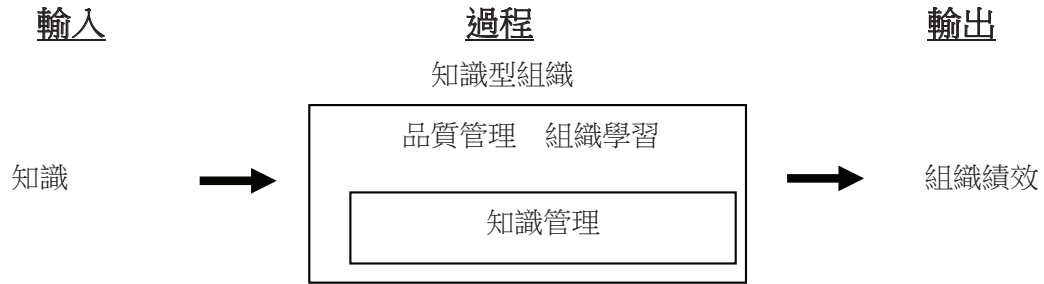 輸入 過程 輸出
知識型組織
品質管理 組織學習
知識 組織績效
知識管理